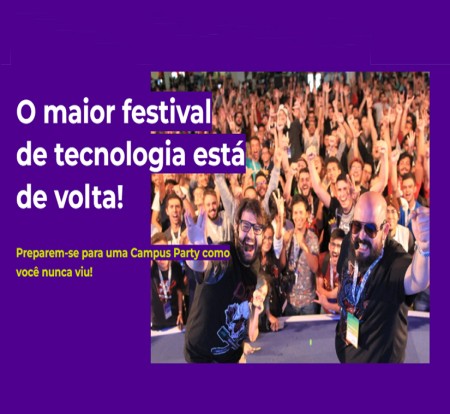 O maior festival
de tecnologia está
de volta!
Preparem-se para uma Campus Party como
você nunca viu!